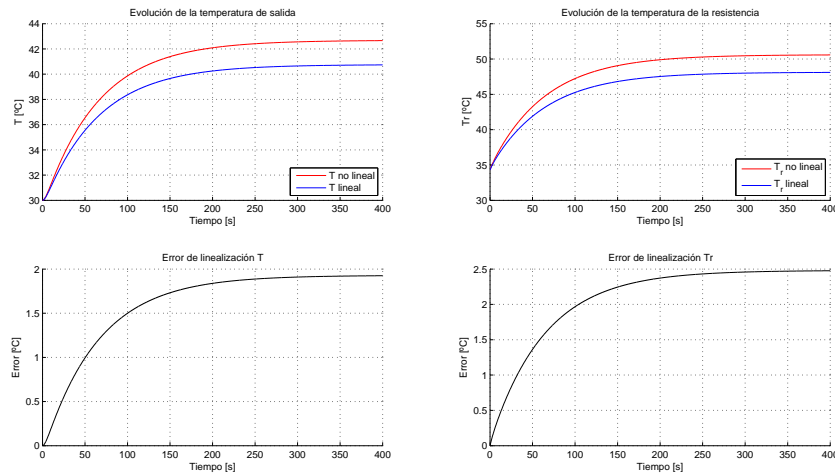 Evolución de la temperatura de salida
44
42
40
38
36
34
32
30
T [ºC]
0 50 100 150 200 250 300 350 400
Tiempo [s]
T no lineal
T lineal
Evolución de la temperatura de la resistencia
55
50
45
40
35
30
Tr [ºC]
0 50 100 150 200 250 300 350 400
Tiempo [s]
T_r no lineal
T_r lineal
Error de linealización T
2
1.5
1
0.5
0
Error [ºC]
0 50 100 150 200 250 300 350 400
Tiempo [s]
Error de linealización Tr
2.5
2
1.5
1
0.5
0
Error [ºC]
0 50 100 150 200 250 300 350 400
Tiempo [s]